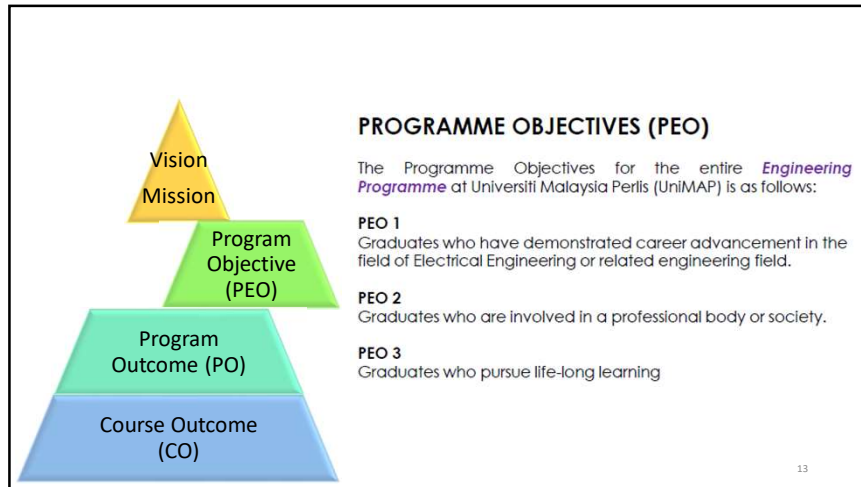 Vision
Mission
Program
Objective
(PEO)
Program
Outcome (PO)
Course Outcome
(CO)
PROGRAMME OBJECTIVES (PEO)
The Programme Objectives for the entire Engineering
Programme at Universiti Malaysia Perlis (UniMAP) is as follows:
PEO 1
Graduates who have demonstrated career advancement in the
field of Electrical Engineering or related engineering field.
PEO 2
Graduates who are involved in a professional body or society.
PEO 3
Graduates who pursue life-long learning
13